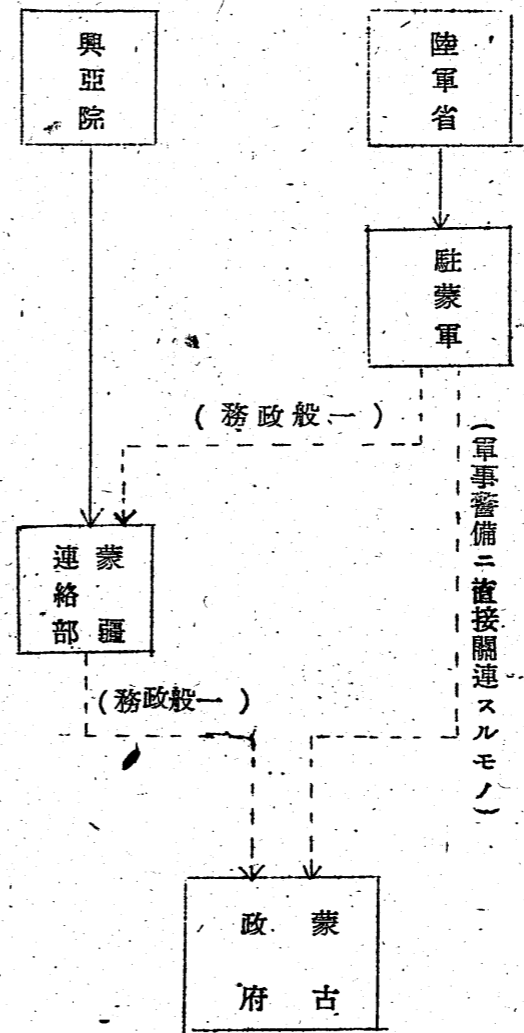 陸軍省
興亞院
駐蒙軍
(一般政務)
(軍事警備ニ直接關連スルモノ)
蒙疆
連絡部
(一般政務)
蒙古
政府